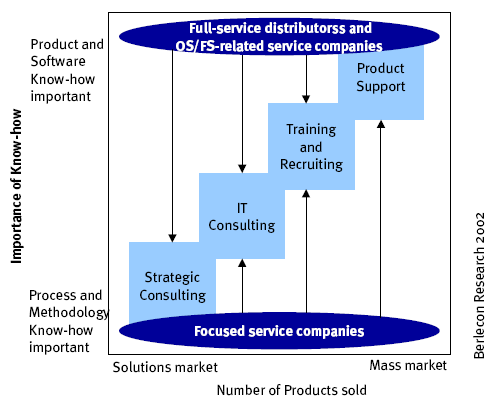 Full-service distributorss and
OS/FS-related service companies
Product and
Software
Know-how
important
Product
Support
Training
and
Recruiting
IT
Consulting
Strategic
Consulting
Importance of Know-how
Process and
Methodology
Know-how
important
Focused service companies
Solutions market
Mass market
Number of Products sold
Berlecon Research 2002